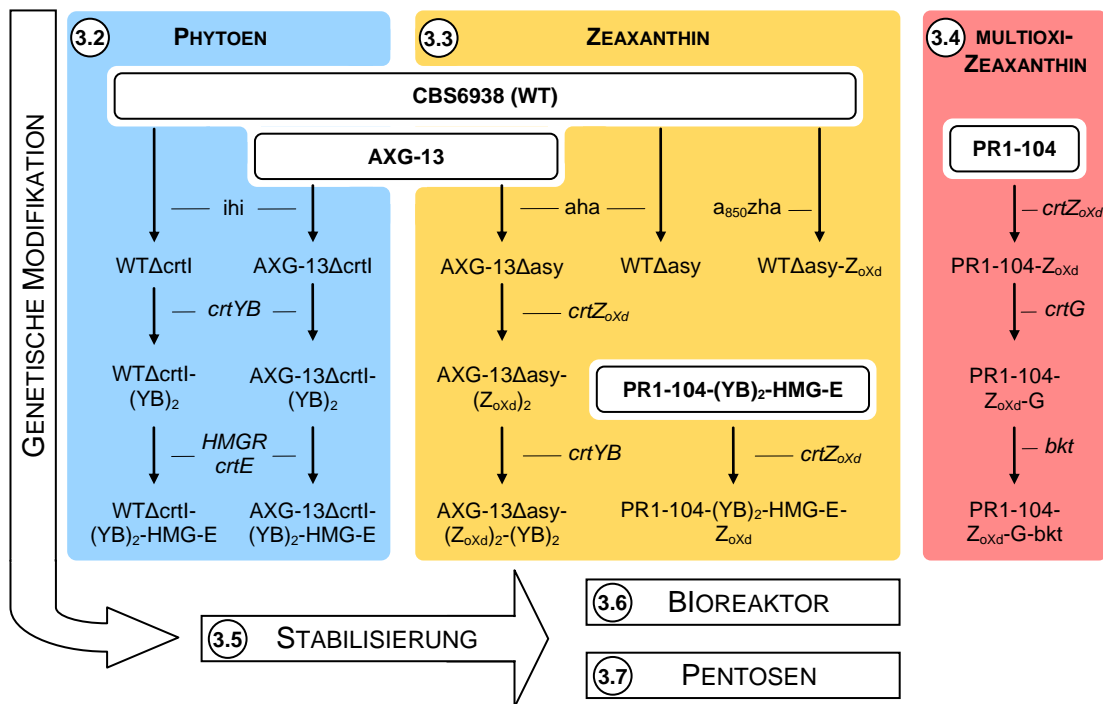 GENETISCHE MODIFIKATION
3.2 PHYTOEN
3.3 ZEAXANTHIN
3.4 MULTIOXI-
ZEAXANTHIN
CBS6938 (WT)
AXG-13
PR1-104
ihi
aha
a850zha
crtZoXd
WTΔcrtI
AXG-13ΔcrtI
AXG-13Δasy
WTΔasy
WTΔasy-ZoXd
PR1-104-ZoXd
crtYB
crtZoXd
crtG
WTΔcrtI-
(YB)2
AXG-13ΔcrtI-
(YB)2
AXG-13Δasy-
(ZoXd)2
PR1-104-(YB)2-HMG-E
PR1-104-
ZoXd-G
HMGR
crtE
crtYB
crtZoXd
bkt
WTΔcrtI-
(YB)2-HMG-E
AXG-13ΔcrtI-
(YB)2-HMG-E
AXG-13Δasy-
(ZoXd)2-(YB)2
PR1-104-(YB)2-HMG-E-
ZoXd
PR1-104-
ZoXd-G-bkt
3.5 STABILISIERUNG
3.6 BIOREAKTOR
3.7 PENTOSEN